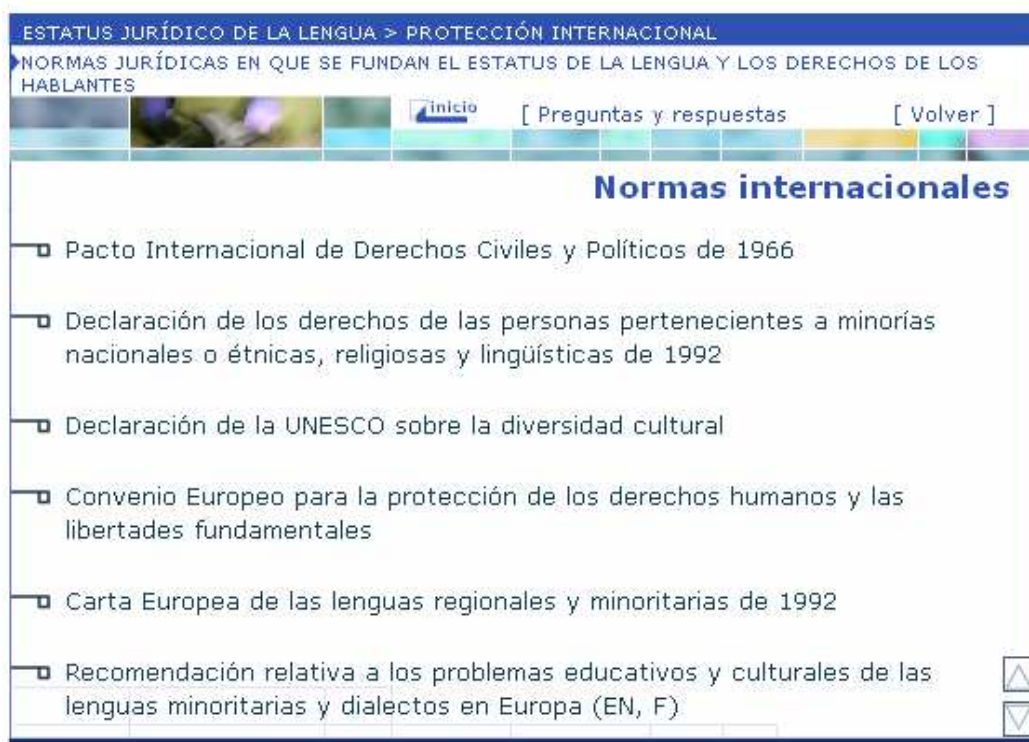 ESTATUS JURÍDICO DE LA LENGUA > PROTECCIÓN INTERNACIONAL
NORMAS JURÍDICAS EN QUE SE FUNDAN EL ESTATUS DE LA LENGUA Y LOS DERECHOS DE LOS
HABLANTES
inicio [ Preguntas y respuestas [ Volver ]
Normas internacionales
Pacto Internacional de Derechos Civiles y Políticos de 1966
Declaración de los derechos de las personas pertenecientes a minorías
nacionales o étnicas, religiosas y lingüísticas de 1992
Declaración de la UNESCO sobre la diversidad cultural
Convenio Europeo para la protección de los derechos humanos y las
libertades fundamentales
Carta Europea de las lenguas regionales y minoritarias de 1992
Recomendación relativa a los problemas educativos y culturales de las
lenguas minoritarias y dialectos en Europa (EN, F)